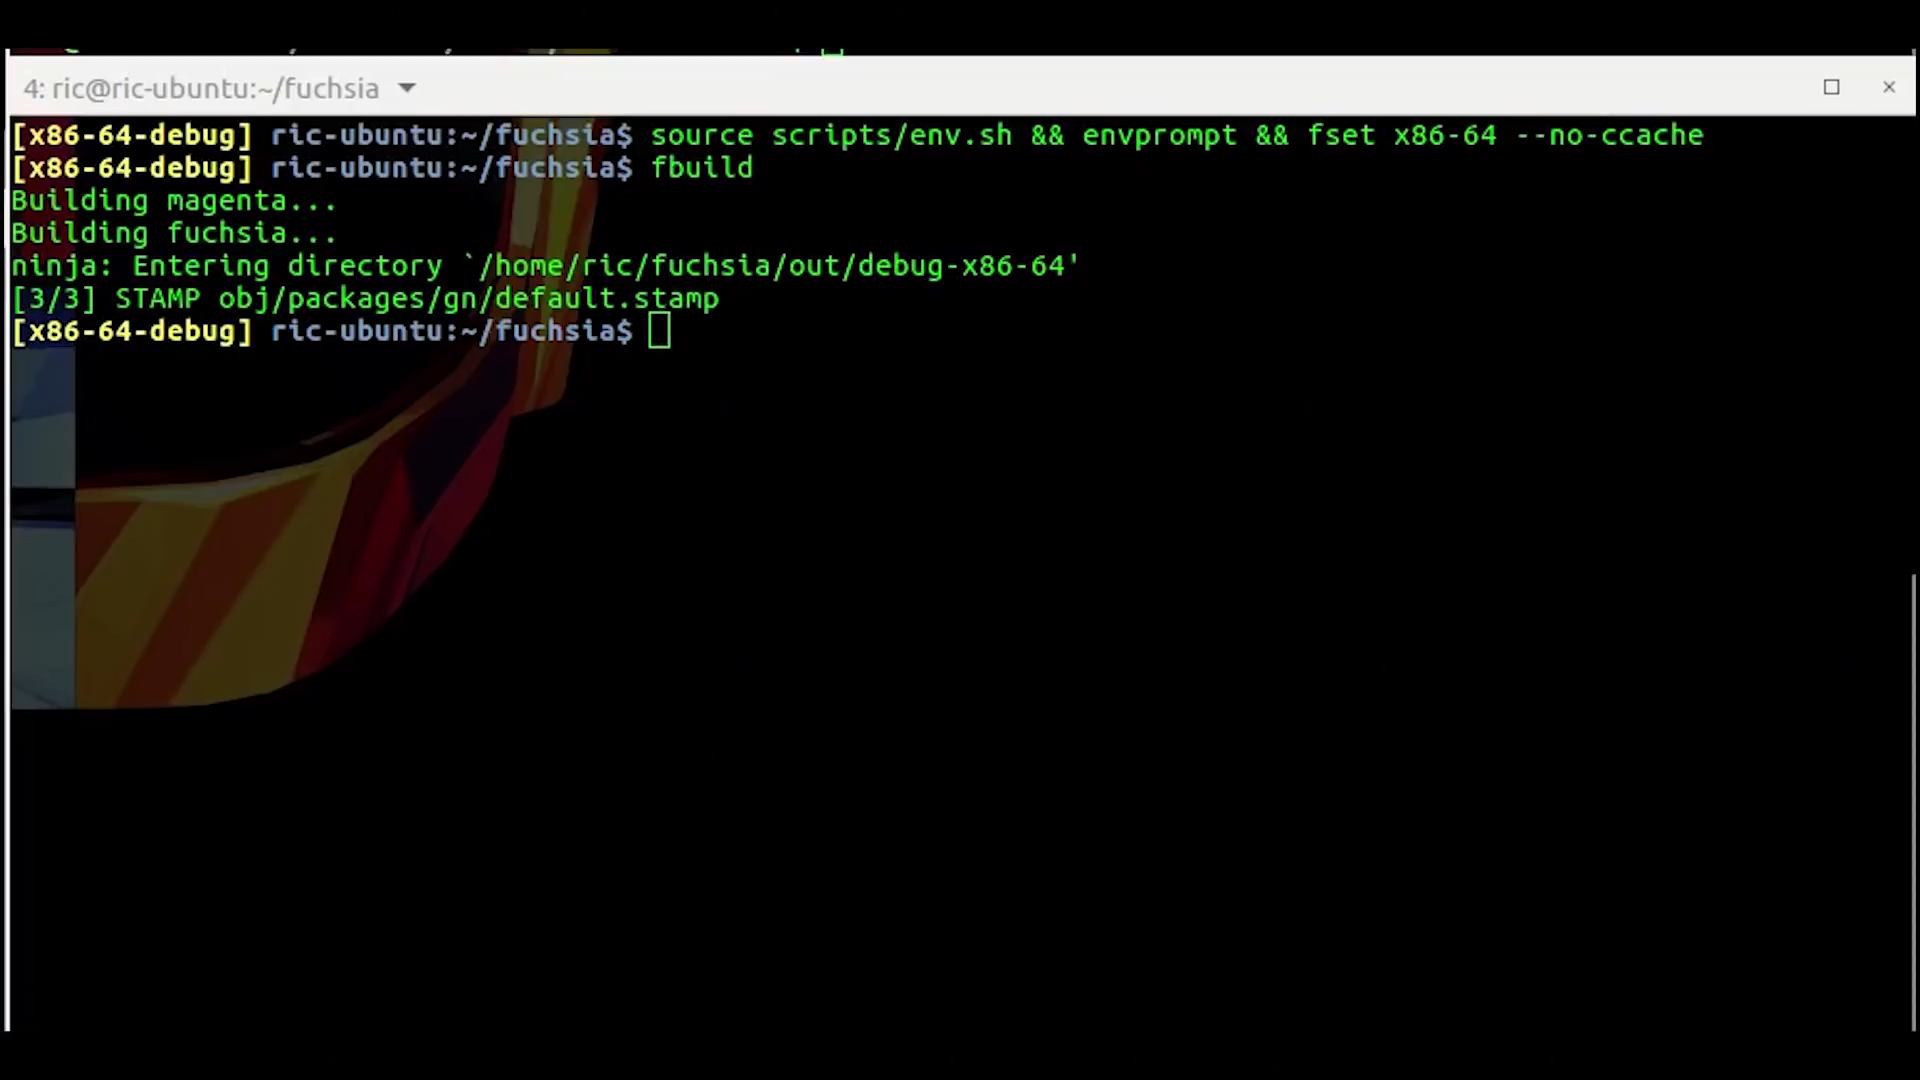 4: ric@ric-ubuntu:~/fuchsia
[x86-64-debug] ric-ubuntu:~/fuchsia$ source scripts/env.sh && envprompt && fset x86-64 --no-ccache
[x86-64-debug] ric-ubuntu:~/fuchsia$ fbuild
Building magenta...
Building fuchsia...
ninja: Entering directory `/home/ric/fuchsia/out/debug-x86-64'
[3/3] STAMP obj/packages/gn/default.stamp
[x86-64-debug] ric-ubuntu:~/fuchsia$